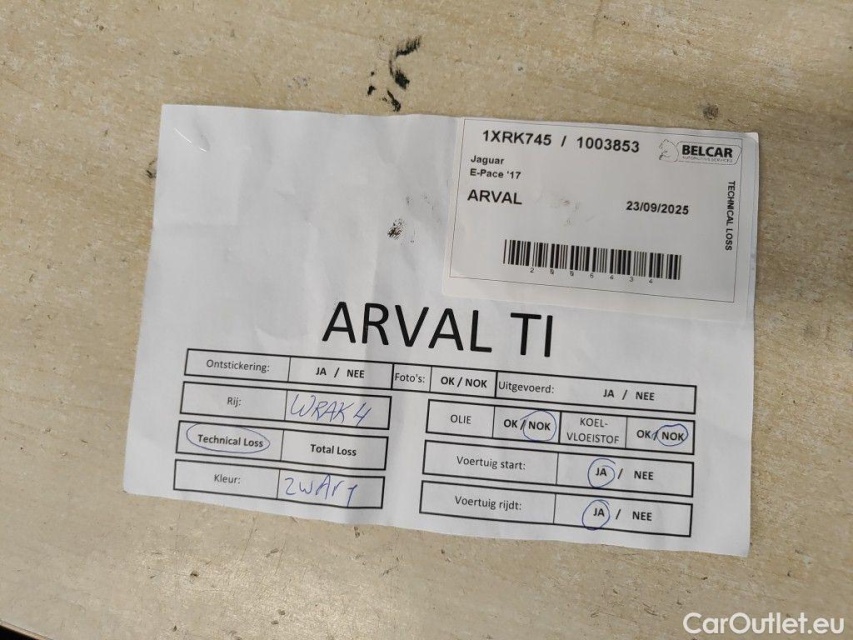 1XRK745 / 1003853
BELCAR
Jaguar
E-Pace '17
ARVAL
23/09/2025
TECHNICAL LOSS
ARVAL TI
Ontstickering: JA / NEE Foto's: OK / NOK Uitgevoerd: JA / NEE
Rij: WRAK 4
OLIE OK / NOK KOEL-VLOEISTOF OK / NOK
Technical Loss Total Loss
Voertuig start: JA / NEE
Kleur: ZWART
Voertuig rijdt: JA / NEE
CarOutlet.eu